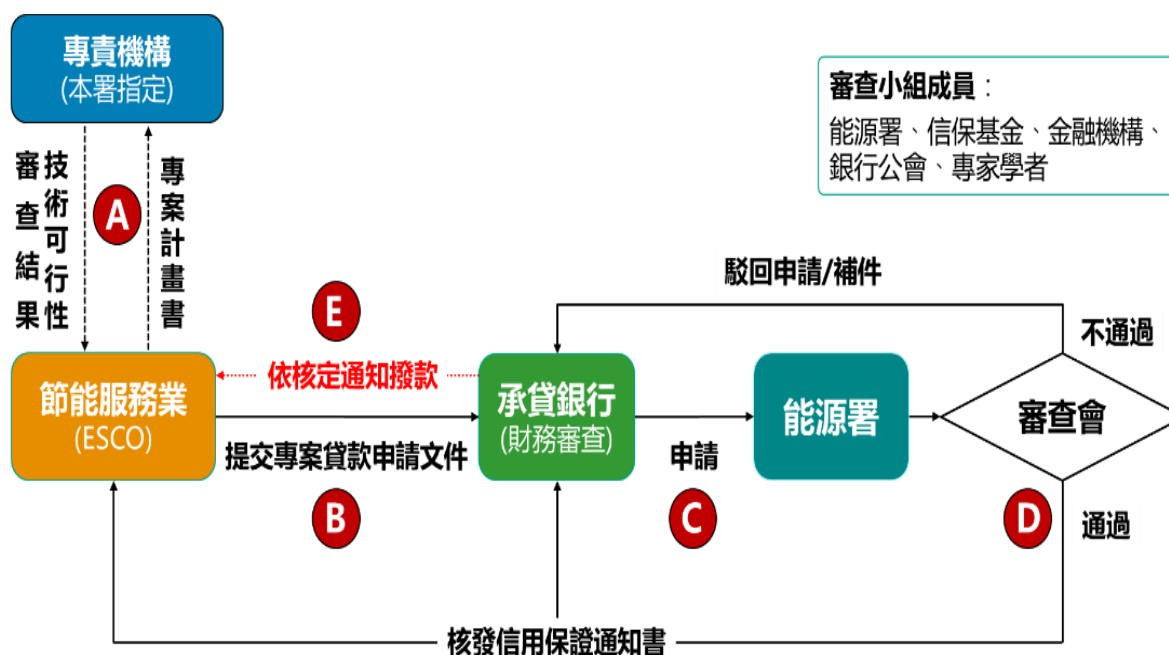 專責機構
(本署指定)
審查小組成員：
能源署、信保基金、金融機構、
銀行公會、專家學者
技術可行性
審查結果
A
專案計畫書
駁回申請/補件
E
不通過
依核定通知撥款
節能服務業
(ESCO)
承貸銀行
(財務審查)
能源署
審查會
提交專案貸款申請文件
申請
B
C
D
通過
核發信用保證通知書